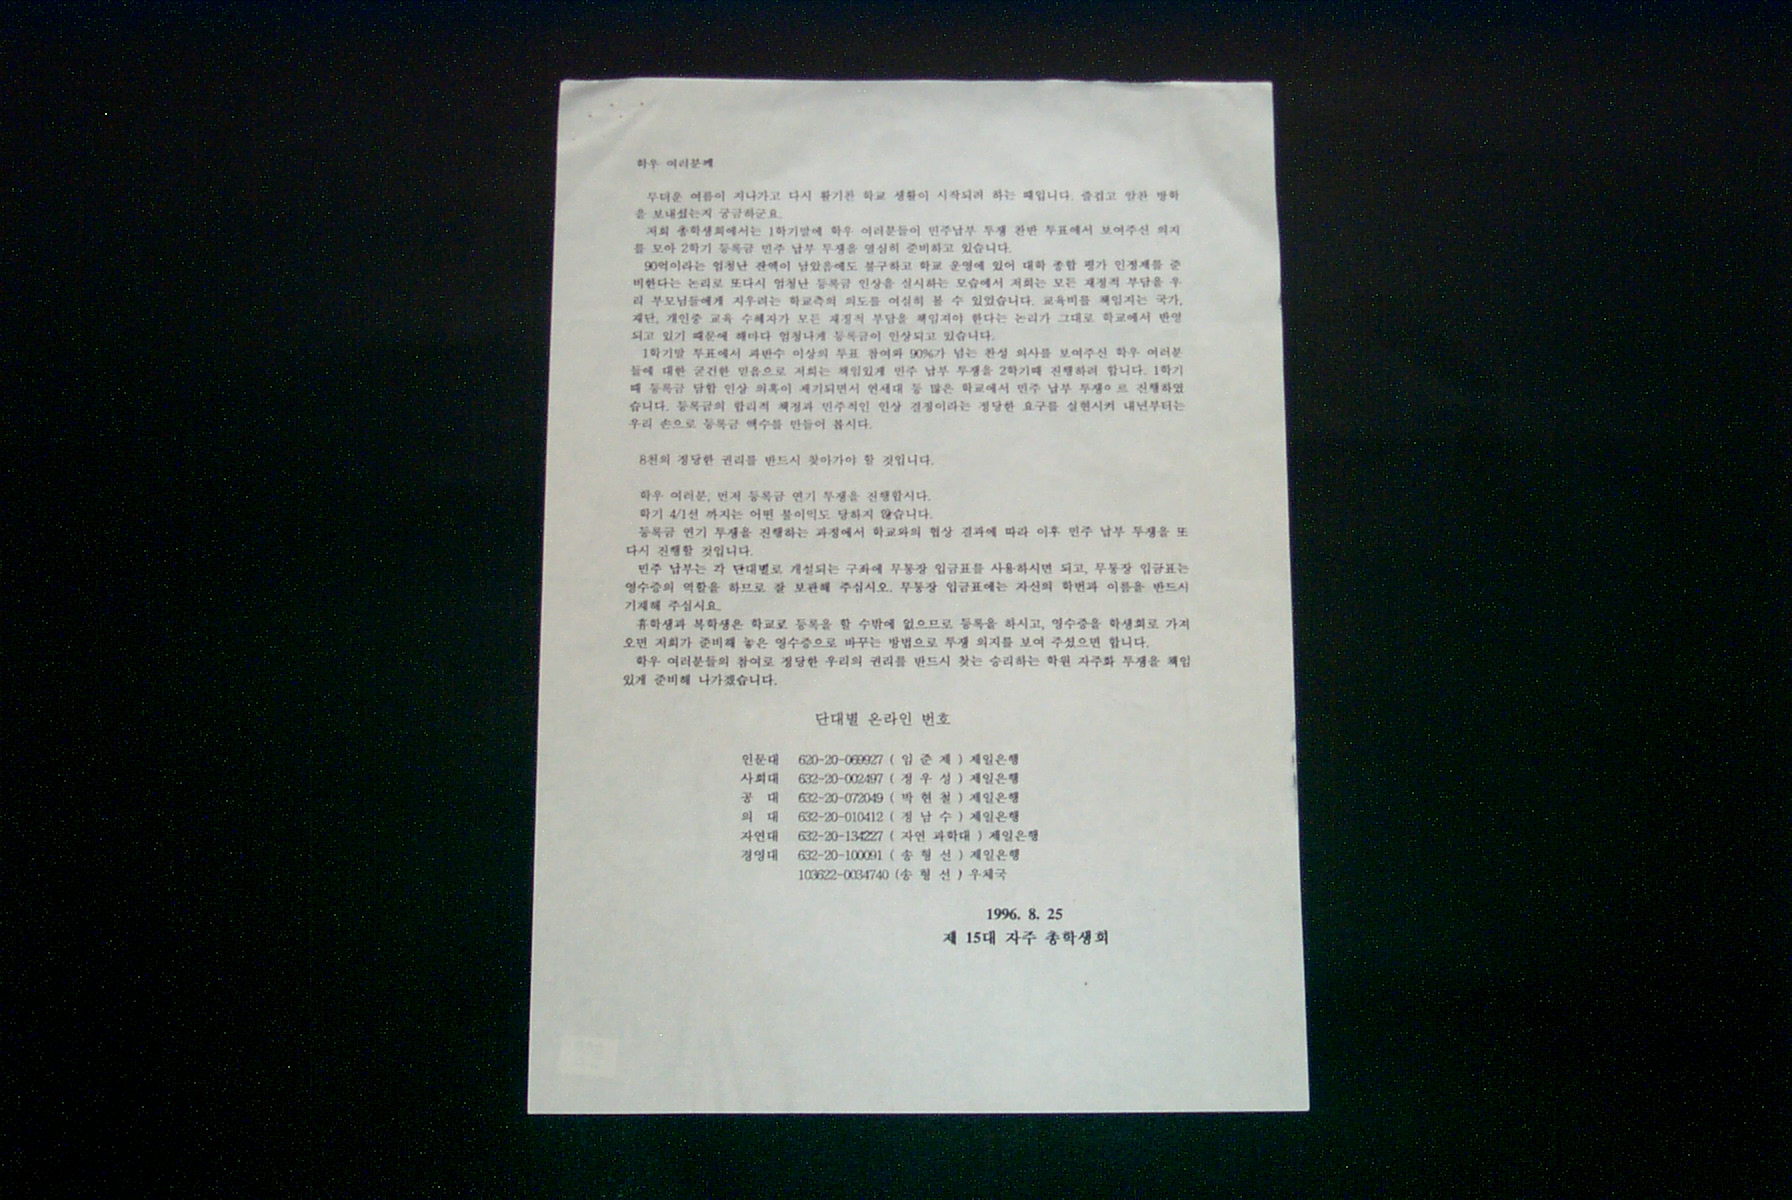 학우 여러분께
무더운 여름이 지나가고 다시 활기찬 학교 생활이 시작되려 하는 때입니다. 즐겁고 알찬 방학
을 보내셨는지 궁금하군요.
저희 총학생회에서는 1학기말에 학우 여러분들이 민주납부 투쟁 찬반 투표에서 보여주신 의지
를 모아 2학기 등록금 민주 납부 투쟁을 열심히 준비하고 있습니다.
90억이라는 엄청난 잔액이 남았음에도 불구하고 학교 운영에 있어 대학 종합 평가 인정제를 준
비한다는 논리로 또다시 엄청난 등록금 인상을 실시하는 모습에서 저희는 모든 재정적 부담을 우
리 부모님들에게 지우려는 학교측의 의도를 여실히 볼 수 있었습니다. 교육비를 책임지는 국가,
재단, 개인중 교육 수혜자가 모든 재정적 부담을 책임져야 한다는 논리가 그대로 학교에서 반영
되고 있기 때문에 해마다 엄청나게 등록금이 인상되고 있습니다.
1학기말 투표에서 과반수 이상의 투표 참여와 90%가 넘는 찬성 의사를 보여주신 학우 여러분
들에 대한 굳건한 믿음으로 저희는 책임있게 민주 납부 투쟁을 2학기때 진행하려 합니다. 1학기
때 등록금 담합 인상 의혹이 제기되면서 연세대 등 많은 학교에서 민주 납부 투쟁ㅇ르 진행하였
습니다. 등록금의 합리적 책정과 민주적인 인상 결정이라는 정당한 요구를 실현시켜 내년부터는
우리 손으로 등록금 액수를 만들어 봅시다.
8천의 정당한 권리를 반드시 찾아가야 할 것입니다.
학우 여러분, 먼저 등록금 연기 투쟁을 진행합시다.
학기 4/1선 까지는 어떤 불이익도 당하지 않습니다.
등록금 연기 투쟁을 진행하는 과정에서 학교와의 협상 결과에 따라 이후 민주 납부 투쟁을 또
다시 진행할 것입니다.
민주 납부는 각 단대별로 개설되는 구좌에 무통장 입금표를 사용하시면 되고, 무통장 입금표는
영수증의 역할을 하므로 잘 보관해 주십시오. 무통장 입금표에는 자신의 학번과 이름을 반드시
기재해 주십시요.
휴학생과 복학생은 학교로 등록을 할 수밖에 없으므로 등록을 하시고, 영수증을 학생회로 가져
오면 저희가 준비해 놓은 영수증으로 바꾸는 방법으로 투쟁 의지를 보여 주셨으면 합니다.
학우 여러분들의 참여로 정당한 우리의 권리를 반드시 찾는 승리하는 학원 자주화 투쟁을 책임
있게 준비해 나가겠습니다.
단대별 온라인 번호
인문대 620-20-069927 ( 임 준 제 ) 제일은행
사회대 632-20-002497 ( 정 우 성 ) 제일은행
공 대 632-20-072049 ( 박 현 철 ) 제일은행
의 대 632-20-010412 ( 정 남 수 ) 제일은행
자연대 632-20-134227 ( 자연 과학대 ) 제일은행
경영대 632-20-100091 ( 송 형 선 ) 제일은행
103622-0034740 (송 형 선 ) 우체국
1996. 8. 25
제 15대 자주 총학생회